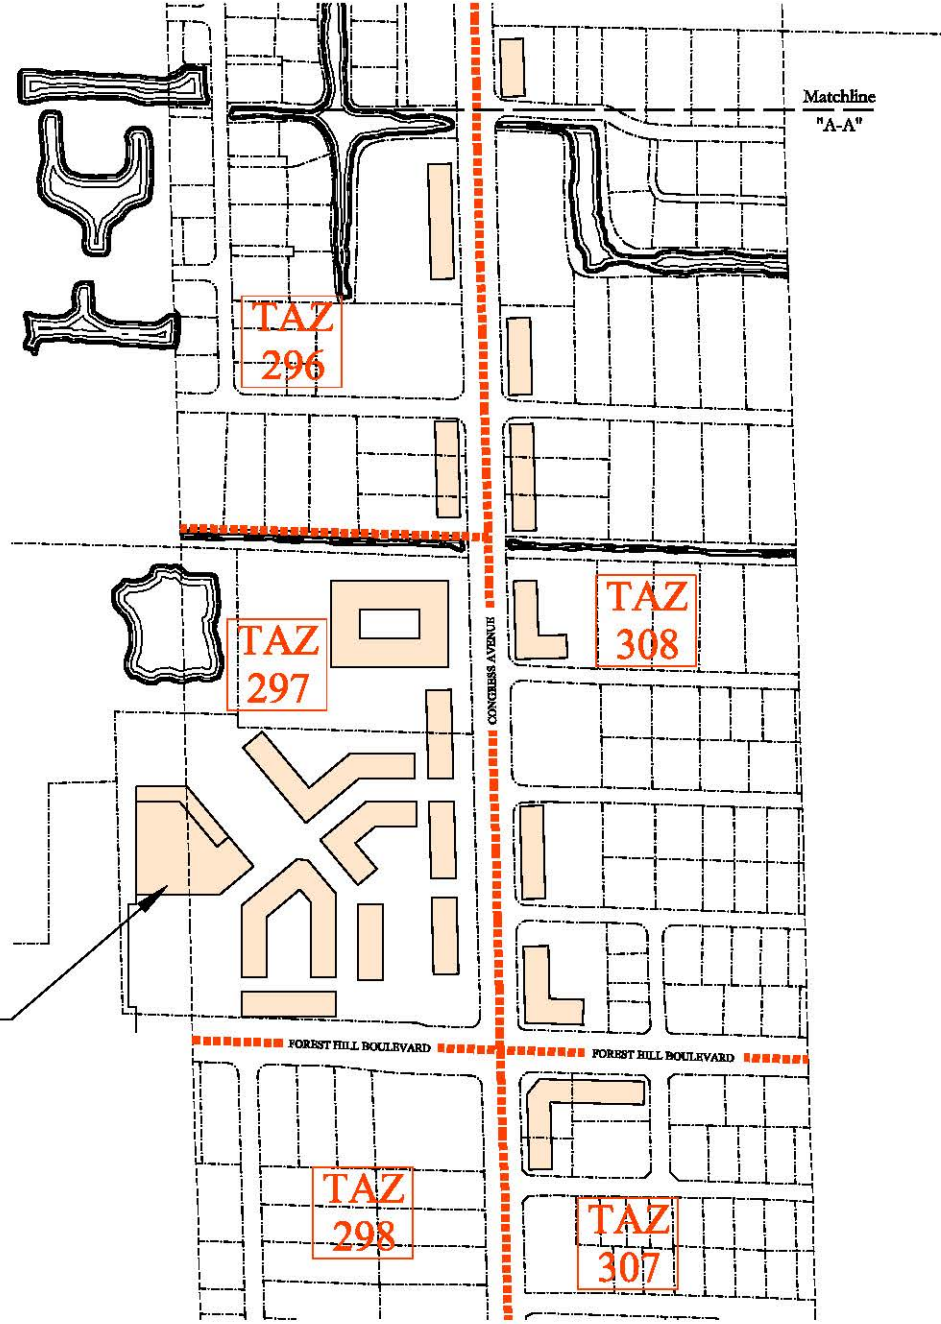 Matchline
"A-A"
TAZ
296
TAZ
308
TAZ
297
CONGRESS AVENUE
FOREST HILL BOULEVARD
FOREST HILL BOULEVARD
TAZ
298
TAZ
307